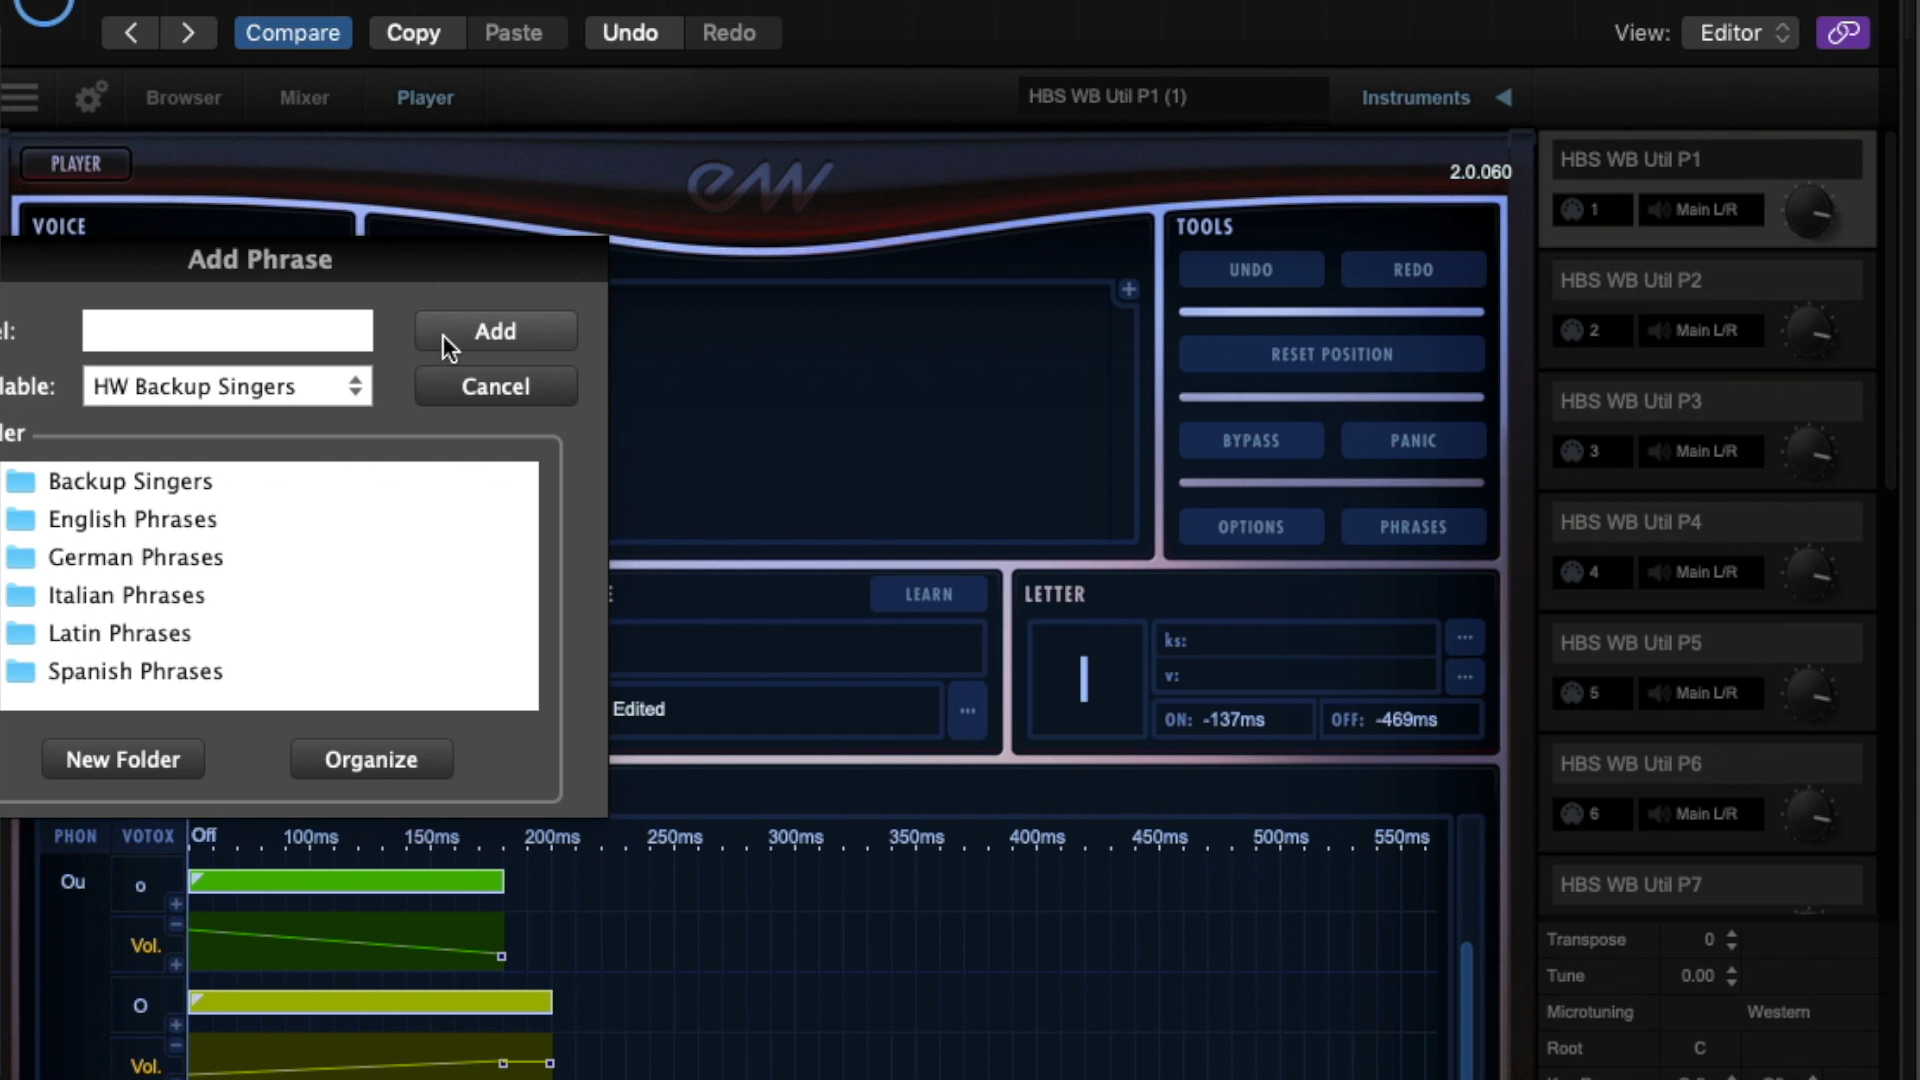 Compare Copy Paste Undo Redo View: Editor
Browser Mixer Player HBS WB Util P1 (1) Instruments
PLAYER ew 2.0.060
VOICE
TOOLS
UNDO REDO
RESET POSITION
BYPASS PANIC
OPTIONS PHRASES
Add Phrase
el: Add
lable: HW Backup Singers Cancel
ler
Backup Singers
English Phrases
German Phrases
Italian Phrases
Latin Phrases
Spanish Phrases
New Folder Organize
LEARN
Edited ...
LETTER
I
ks: ...
v: ...
ON: -137ms OFF: -469ms
PHON VOTOX Off 100ms 150ms 200ms 250ms 300ms 350ms 400ms 450ms 500ms 550ms
Ou o
Vol.
O
Vol.
HBS WB Util P1
1 Main L/R
HBS WB Util P2
2 Main L/R
HBS WB Util P3
3 Main L/R
HBS WB Util P4
4 Main L/R
HBS WB Util P5
5 Main L/R
HBS WB Util P6
6 Main L/R
HBS WB Util P7
Transpose 0
Tune 0.00
Microtuning Western
Root C